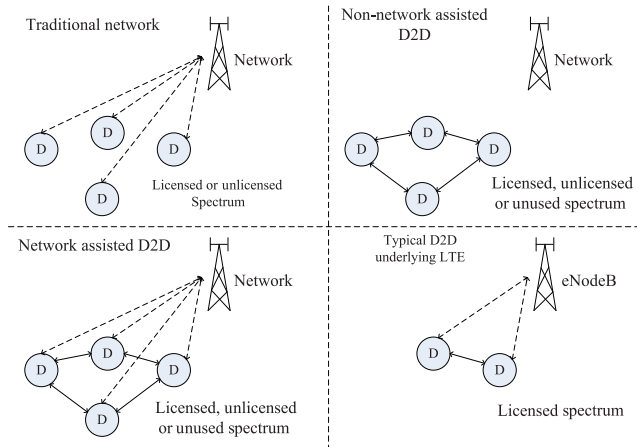 Traditional network
Network
D
D
D
D
Licensed or unlicensed
Spectrum
Non-network assisted
D2D
Network
D
D
D
D
Licensed, unlicensed
or unused spectrum
Network assisted D2D
Network
D
D
D
D
Licensed, unlicensed
or unused spectrum
Typical D2D
underlying LTE
eNodeB
D
D
Licensed spectrum